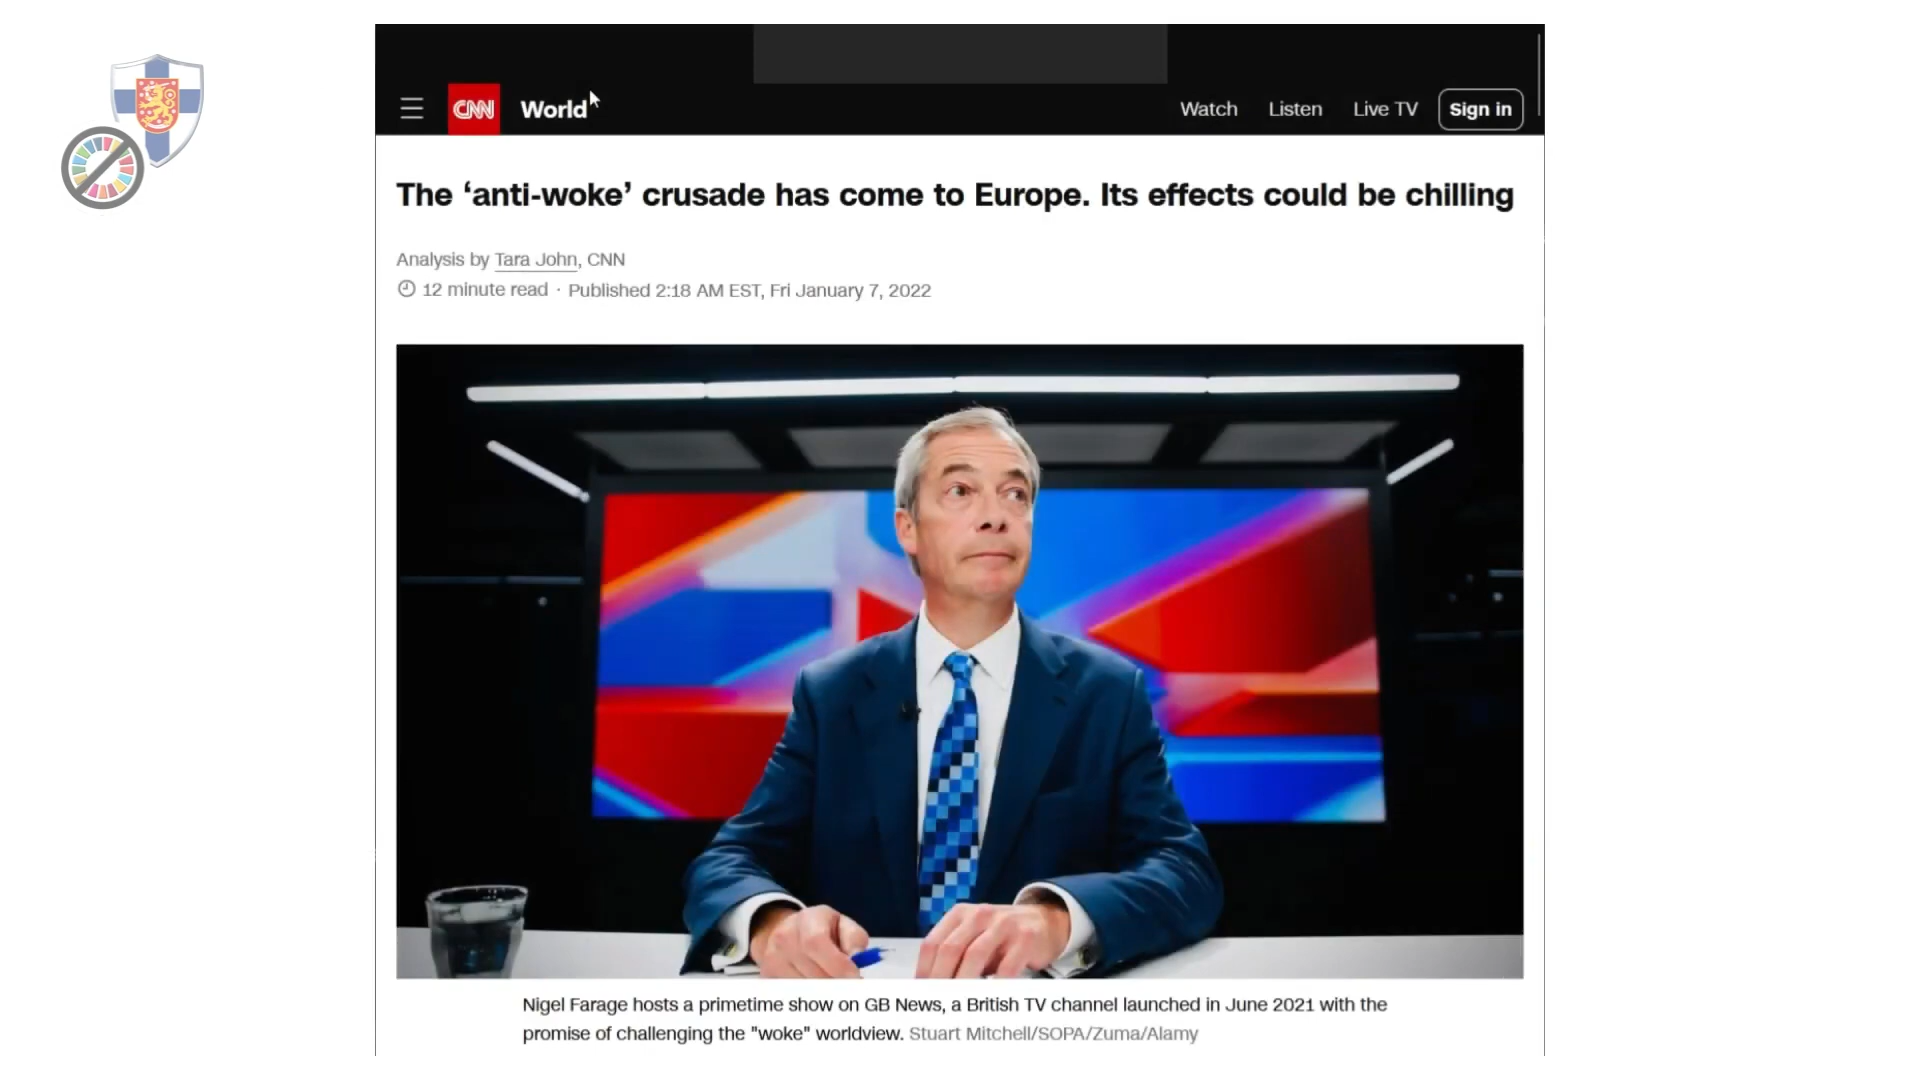 CNN World Watch Listen Live TV Sign in
The ‘anti-woke’ crusade has come to Europe. Its effects could be chilling
Analysis by Tara John, CNN
12 minute read · Published 2:18 AM EST, Fri January 7, 2022
Nigel Farage hosts a primetime show on GB News, a British TV channel launched in June 2021 with the
promise of challenging the "woke" worldview. Stuart Mitchell/SOPA/Zuma/Alamy